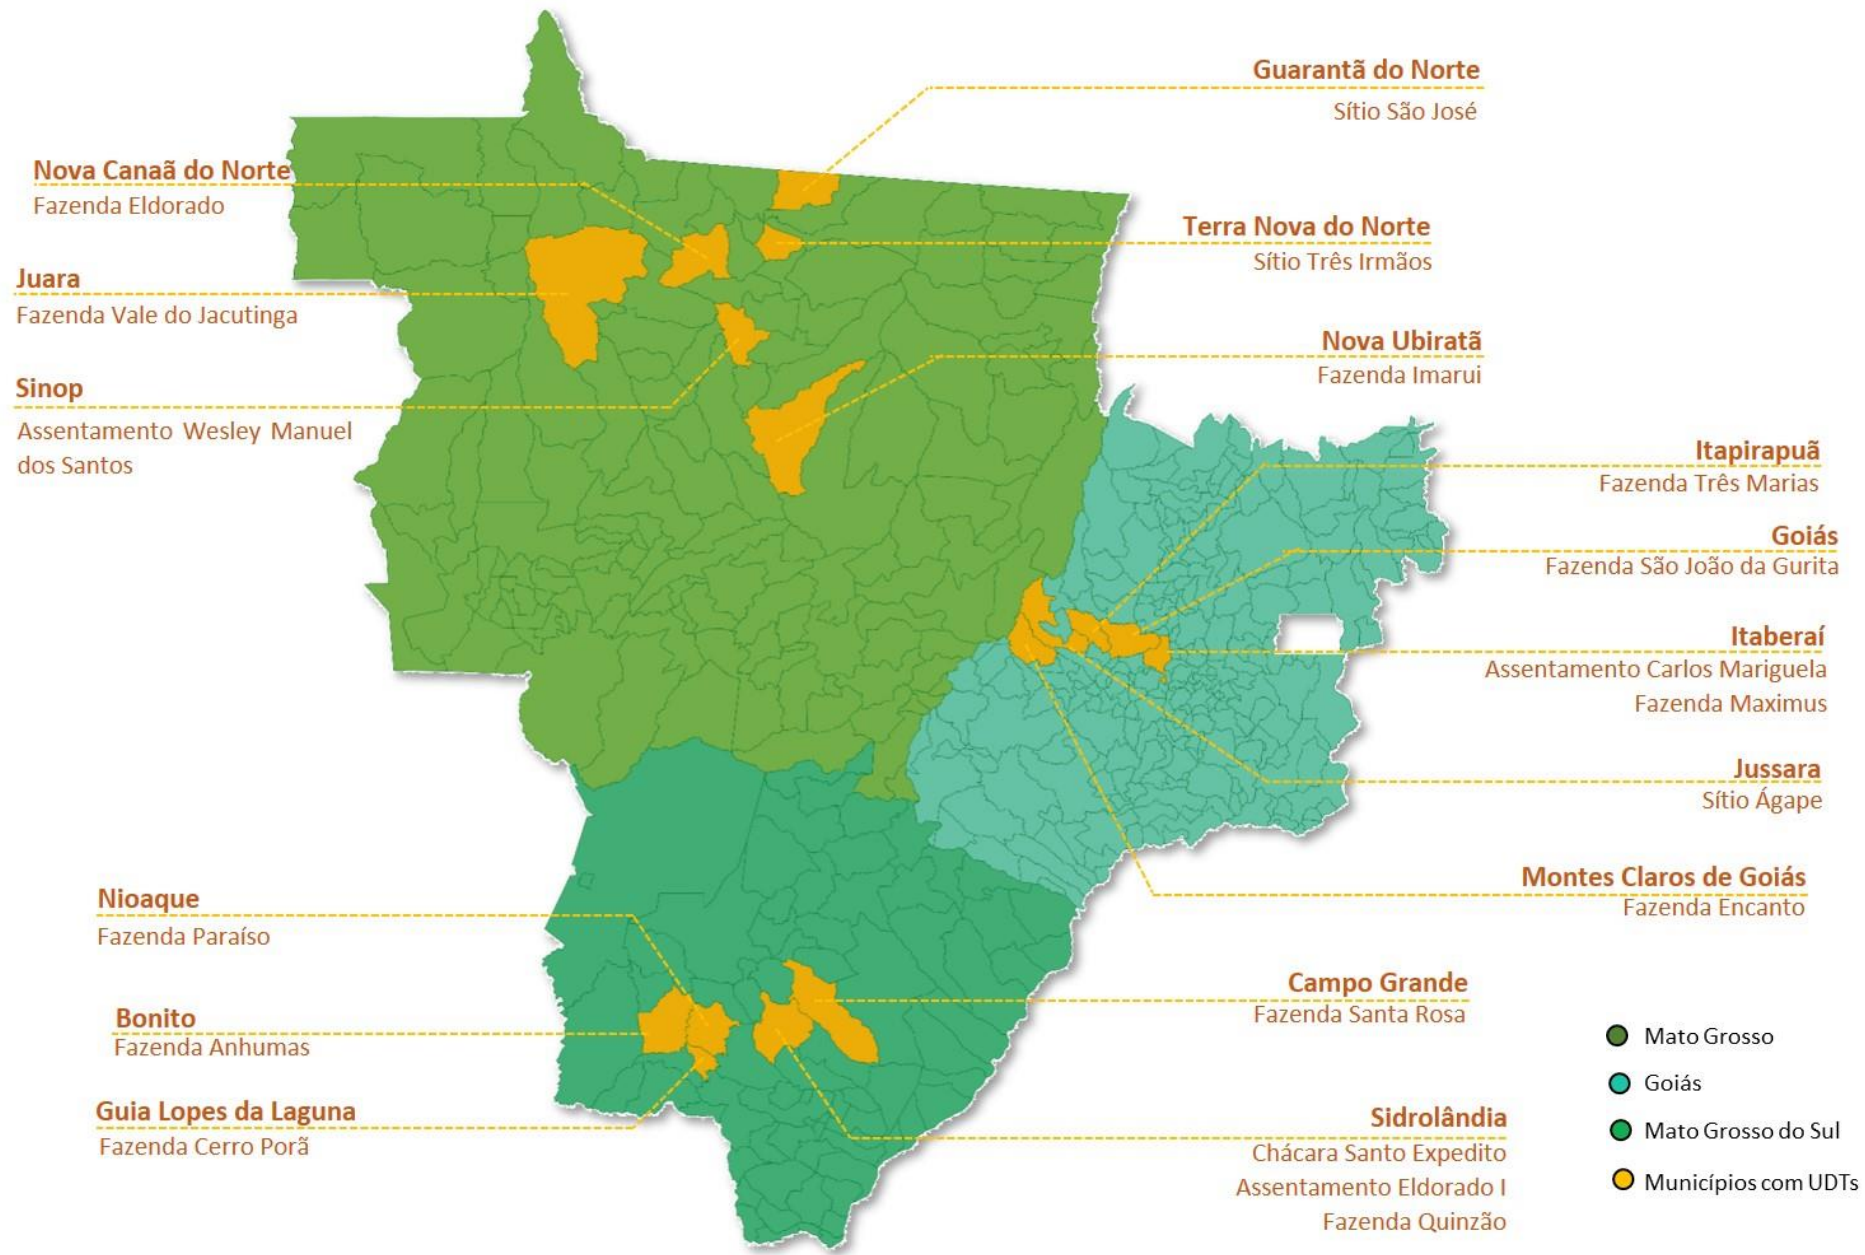 Guarantã do Norte
Sítio São José
Nova Canaã do Norte
Fazenda Eldorado
Terra Nova do Norte
Sítio Três Irmãos
Juara
Fazenda Vale do Jacutinga
Nova Ubiratã
Fazenda Imarui
Sinop
Assentamento Wesley Manuel
dos Santos
Itapirapuã
Fazenda Três Marias
Goiás
Fazenda São João da Gurita
Itaberaí
Assentamento Carlos Mariguela
Fazenda Maximus
Jussara
Sítio Ágape
Montes Claros de Goiás
Fazenda Encanto
Nioaque
Fazenda Paraíso
Campo Grande
Fazenda Santa Rosa
Bonito
Fazenda Anhumas
Guia Lopes da Laguna
Fazenda Cerro Porã
Sidrolândia
Chácara Santo Expedito
Assentamento Eldorado I
Fazenda Quinzão
Mato Grosso
Goiás
Mato Grosso do Sul
Municípios com UDTs